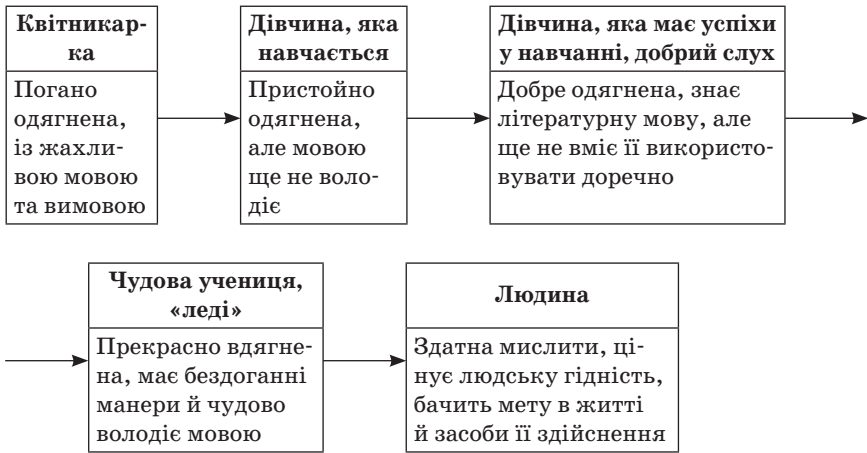 Квітникар-
ка
Погано
одягнена,
із жахли-
вою мовою
та вимовою
Дівчина, яка
навчається
Пристойно
одягнена,
але мовою
ще не воло-
діє
Дівчина, яка має успіхи
у навчанні, добрий слух
Добре одягнена, знає
літературну мову, але
ще не вміє її використо-
вувати доречно
Чудова учениця,
«леді»
Прекрасно вдягне-
на, має бездоганні
манери й чудово
володіє мовою
Людина
Здатна мислити, ці-
нує людську гідність,
бачить мету в житті
й засоби її здійснення